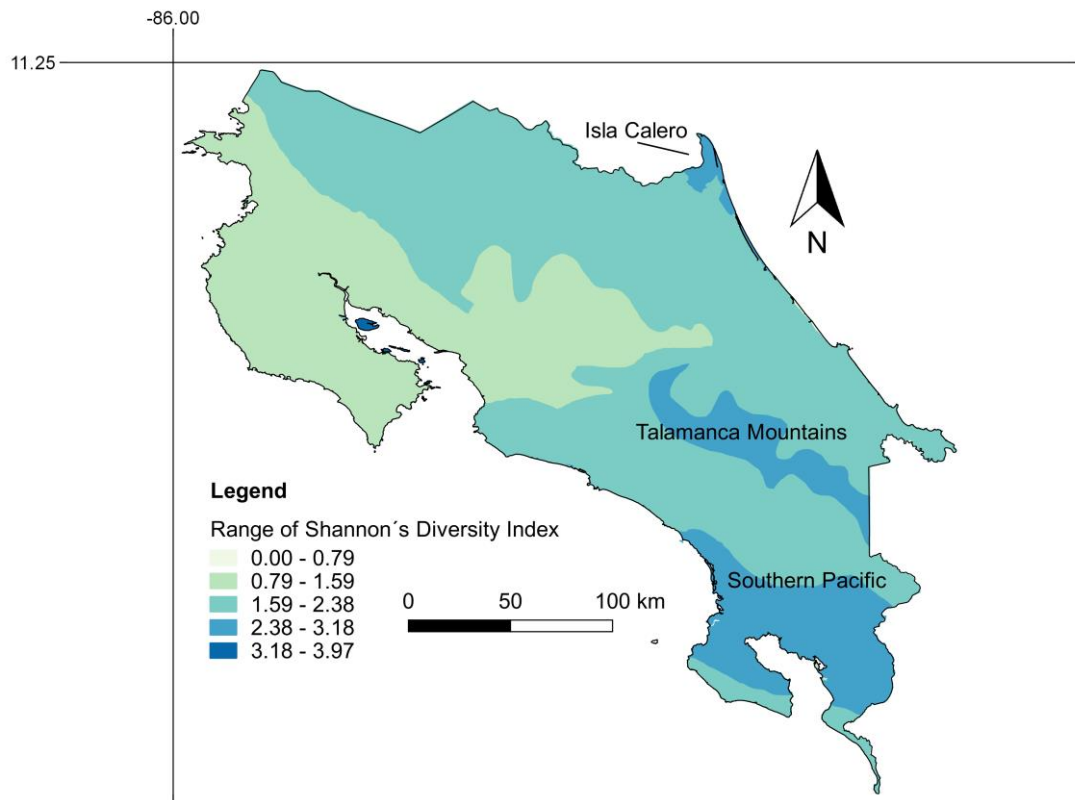 -86.00
11.25
Isla Calero
N
Talamanca Mountains
Legend
Range of Shannon´s Diversity Index
0.00 - 0.79
0.79 - 1.59
1.59 - 2.38
2.38 - 3.18
3.18 - 3.97
0 50 100 km
Southern Pacific